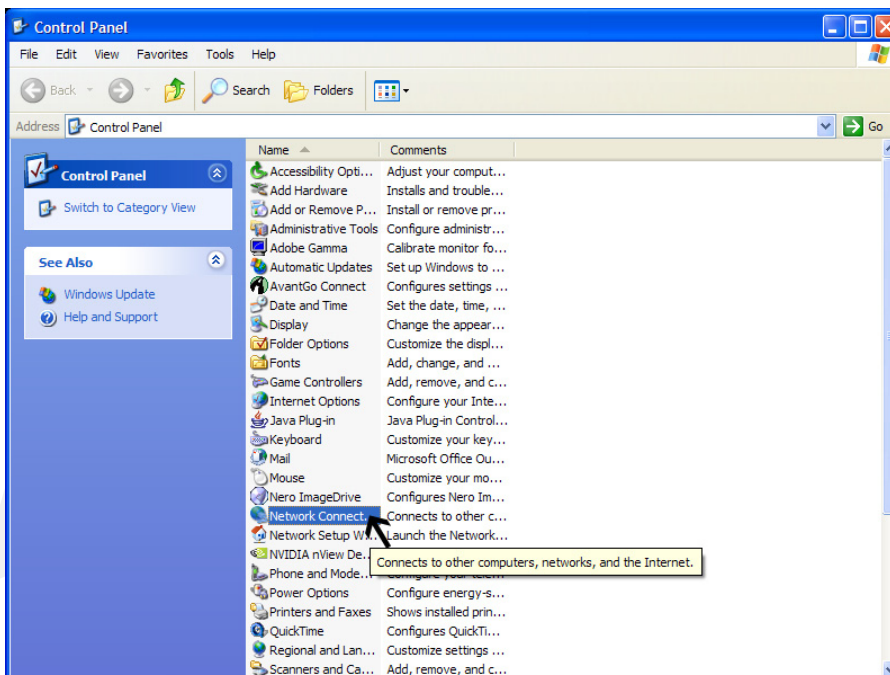 Control Panel
File Edit View Favorites Tools Help
Back Search Folders
Address Control Panel Go
Control Panel
Switch to Category View
See Also
Windows Update
Help and Support
Name Comments
Accessibility Opti... Adjust your comput...
Add Hardware Installs and trouble...
Add or Remove P... Install or remove pr...
Administrative Tools Configure administr...
Adobe Gamma Calibrate monitor fo...
Automatic Updates Set up Windows to ...
AvantGo Connect Configures settings ...
Date and Time Set the date, time, ...
Display Change the appear...
Folder Options Customize the displ...
Fonts Add, change, and ...
Game Controllers Add, remove, and c...
Internet Options Configure your Inte...
Java Plug-in Java Plug-in Control...
Keyboard Customize your key...
Mail Microsoft Office Ou...
Mouse Customize your mo...
Nero ImageDrive Configures Nero Im...
Network Connect... Connects to other c...
Network Setup W... Launch the Network...
NVIDIA nView De...
Connects to other computers, networks, and the Internet.
Phone and Mode... Configure your tele...
Power Options Configure energy-s...
Printers and Faxes Shows installed prin...
QuickTime Configures QuickTi...
Regional and Lan... Customize settings ...
Scanners and Ca... Add, remove, and c...